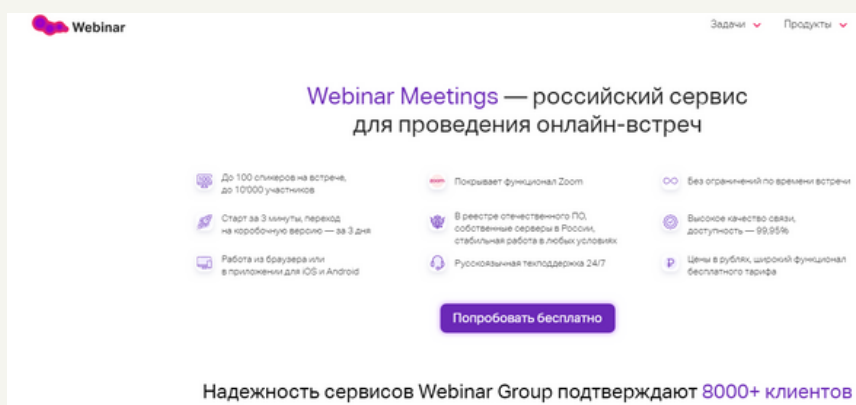 Webinar
Задачи
Продукты
Webinar Meetings — российский сервис
для проведения онлайн-встреч
До 100 спикеров на встрече,
до 10'000 участников
zoom
Покрывает функционал Zoom
Без ограничений по времени встречи
Старт за 3 минуты, переход
на коробочную версию — за 3 дня
В реестре отечественного ПО,
собственные серверы в России,
стабильная работа в любых условиях
Высокое качество связи,
доступность — 99,95%
Работа из браузера или
в приложении для iOS и Android
Русскоязычная техподдержка 24/7
Цены в рублях, широкий функционал
бесплатного тарифа
Попробовать бесплатно
Надежность сервисов Webinar Group подтверждают 8000+ клиентов